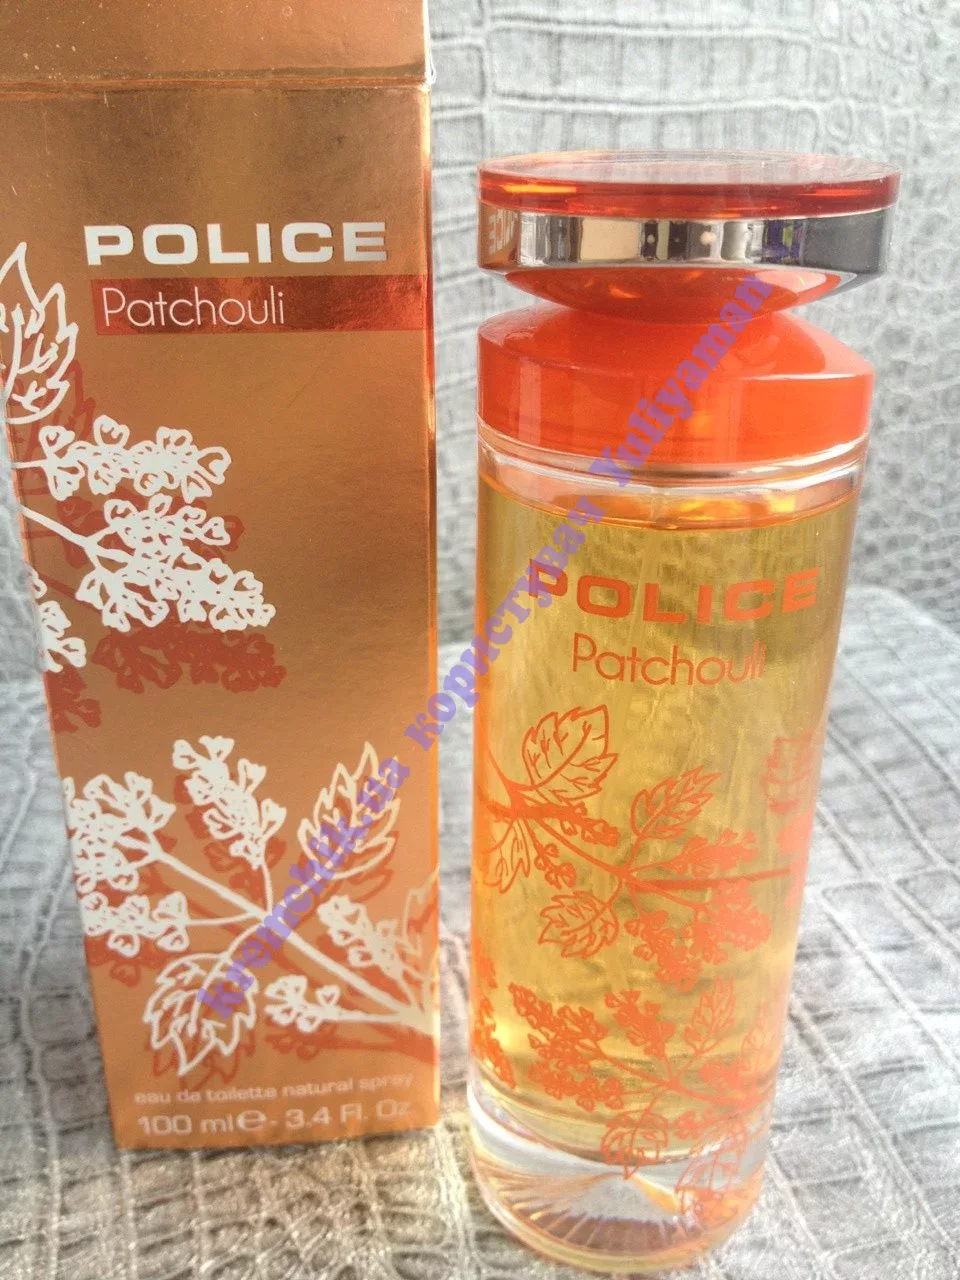 POLICE
Patchouli
eau de toilette natural spray
100 ml e - 3.4 Fl. Oz.
POLICE
Patchouli
kremchik.ua користувач Yuliyaman